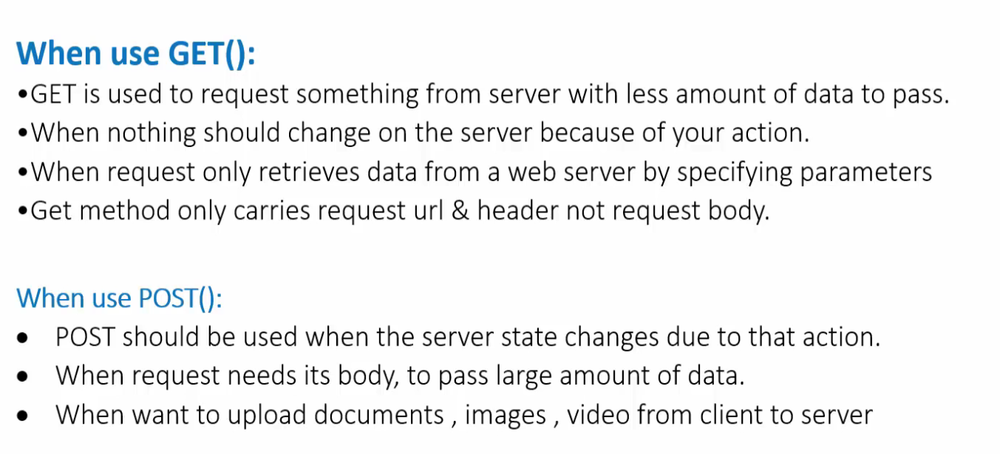 When use GET():
•GET is used to request something from server with less amount of data to pass.
•When nothing should change on the server because of your action.
•When request only retrieves data from a web server by specifying parameters
•Get method only carries request url & header not request body.
When use POST():
• POST should be used when the server state changes due to that action.
• When request needs its body, to pass large amount of data.
• When want to upload documents , images , video from client to server